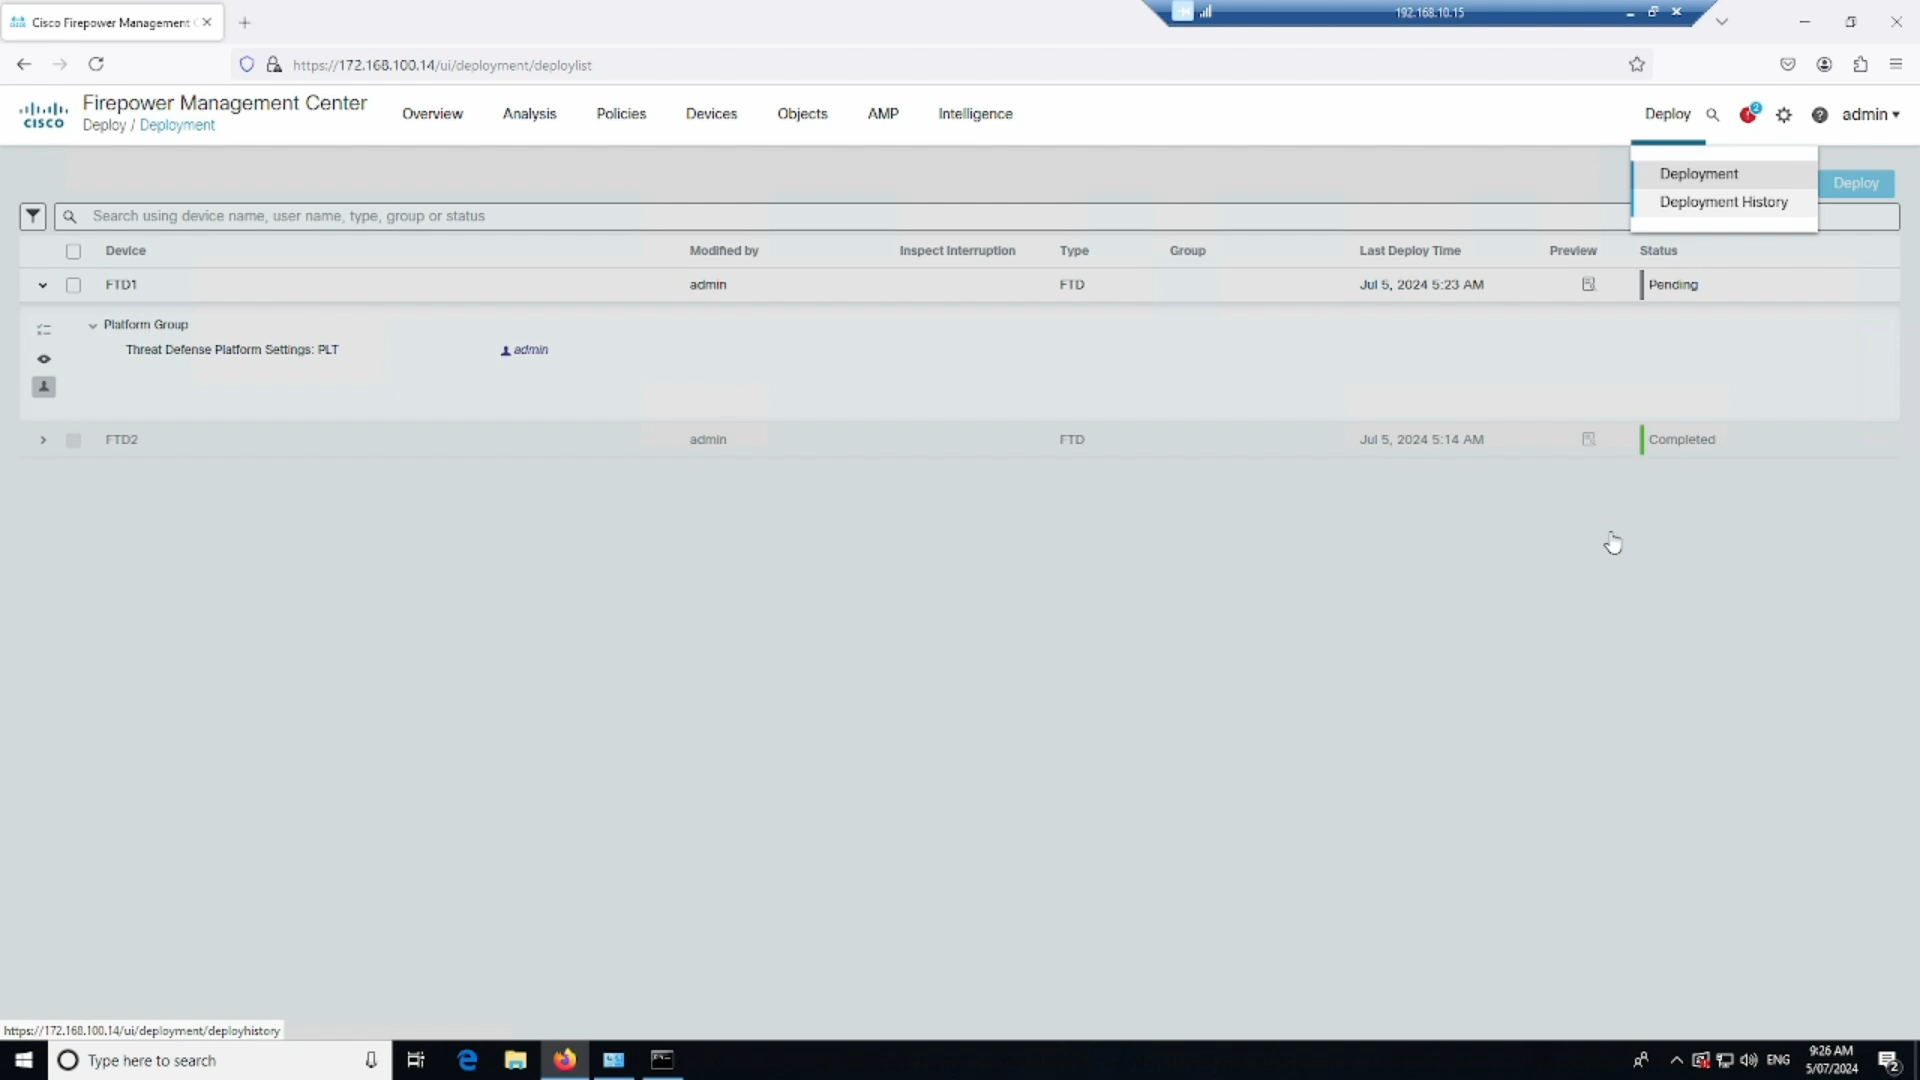 Cisco Firepower Management C
192.168.10.15
https://172.168.100.14/ui/deployment/deploylist
CISCO
Firepower Management Center
Deploy / Deployment
Overview
Analysis
Policies
Devices
Objects
AMP
Intelligence
Deploy
2
admin
Deployment
Deployment History
Deploy
Search using device name, user name, type, group or status
Device
Modified by
Inspect Interruption
Type
Group
Last Deploy Time
Preview
Status
FTD1
admin
FTD
Jul 5, 2024 5:23 AM
Pending
Platform Group
Threat Defense Platform Settings: PLT
admin
FTD2
admin
FTD
Jul 5, 2024 5:14 AM
Completed
https://172.168.100.14/ui/deployment/deployhistory
Type here to search
ENG
9:26 AM
5/07/2024
2